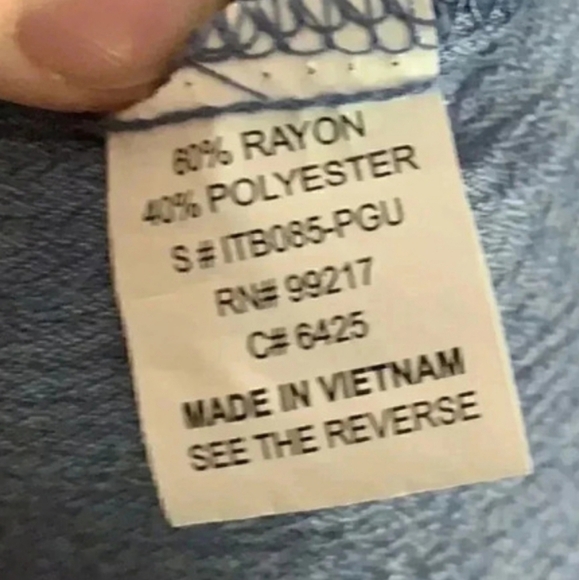 60% RAYON
40% POLYESTER
S # ITB085-PGU
RN# 99217
C# 6425
MADE IN VIETNAM
SEE THE REVERSE